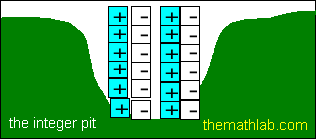 + - + -
+ - + -
+ - + -
+ - + -
+ - + -
+ - + -
the integer pit
themathlab.com